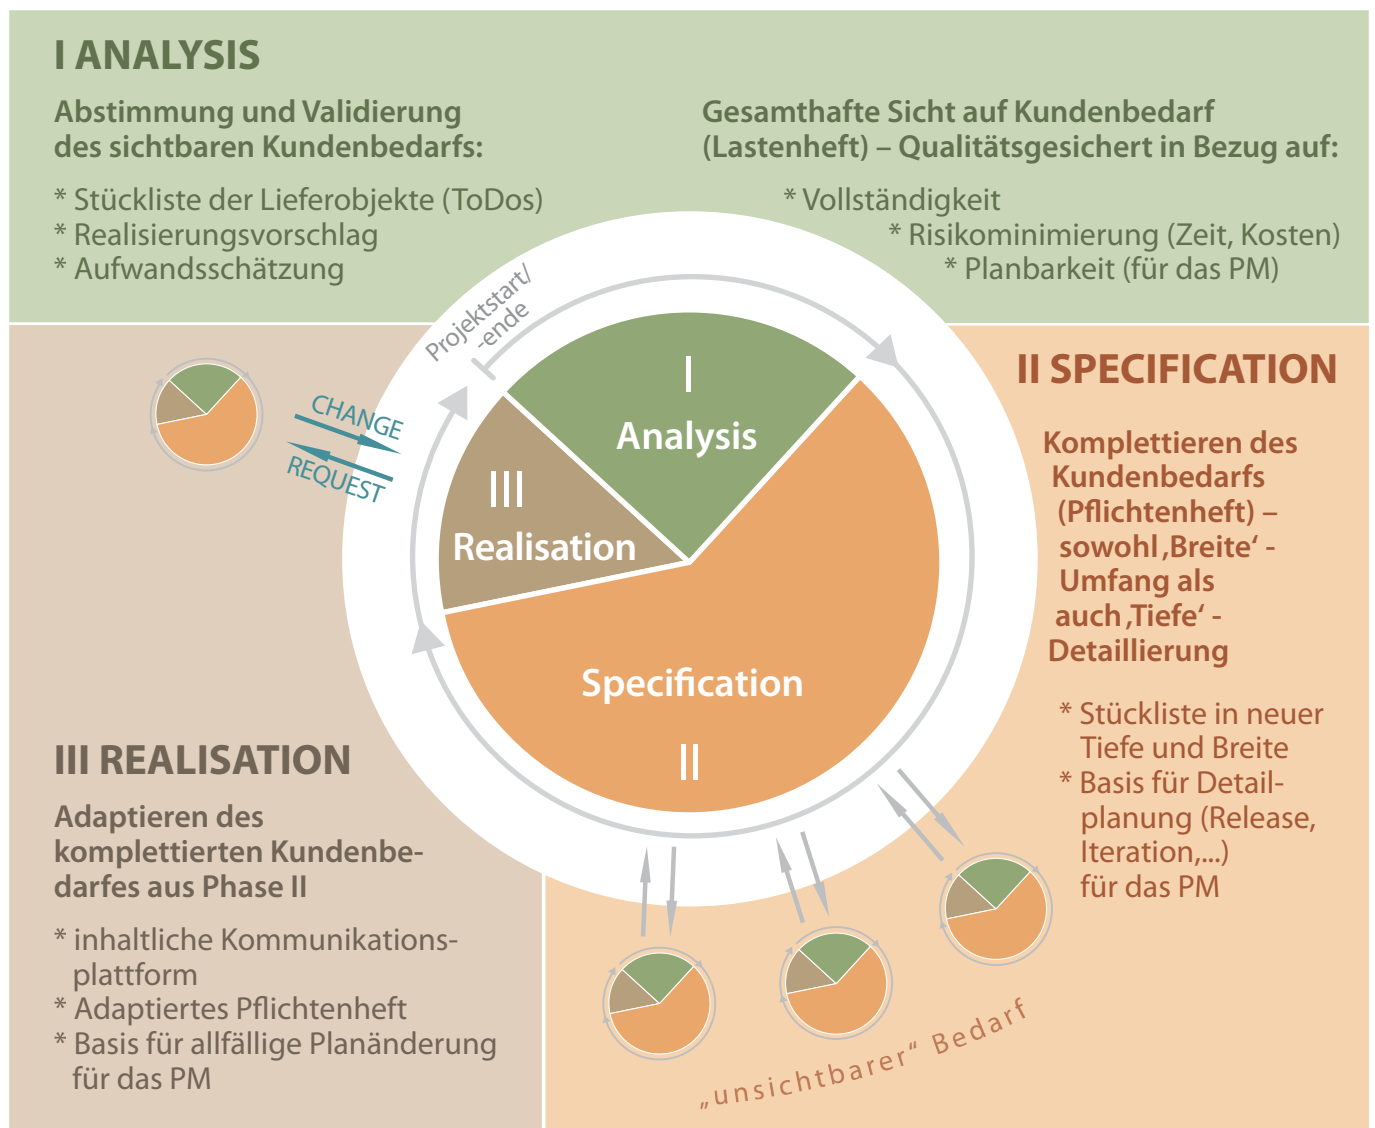 I ANALYSIS
Abstimmung und Validierung
des sichtbaren Kundenbedarfs:
* Stückliste der Lieferobjekte (ToDos)
* Realisierungsvorschlag
* Aufwandsschätzung
Gesamthafte Sicht auf Kundenbedarf
(Lastenheft) – Qualitätsgesichert in Bezug auf:
* Vollständigkeit
* Risikominimierung (Zeit, Kosten)
* Planbarkeit (für das PM)
Projektstart/
-ende
CHANGE
REQUEST
I
Analysis
III
Realisation
Specification
II
II SPECIFICATION
Komplettieren des
Kundenbedarfs
(Pflichtenheft) –
sowohl ‚Breite‘ -
Umfang als
auch ‚Tiefe‘ -
Detaillierung
* Stückliste in neuer
Tiefe und Breite
* Basis für Detail-
planung (Release,
Iteration,...)
für das PM
III REALISATION
Adaptieren des
komplettierten Kundenbe-
darfes aus Phase II
* inhaltliche Kommunikations-
plattform
* Adaptiertes Pflichtenheft
* Basis für allfällige Planänderung
für das PM
„unsichtbarer“ Bedarf